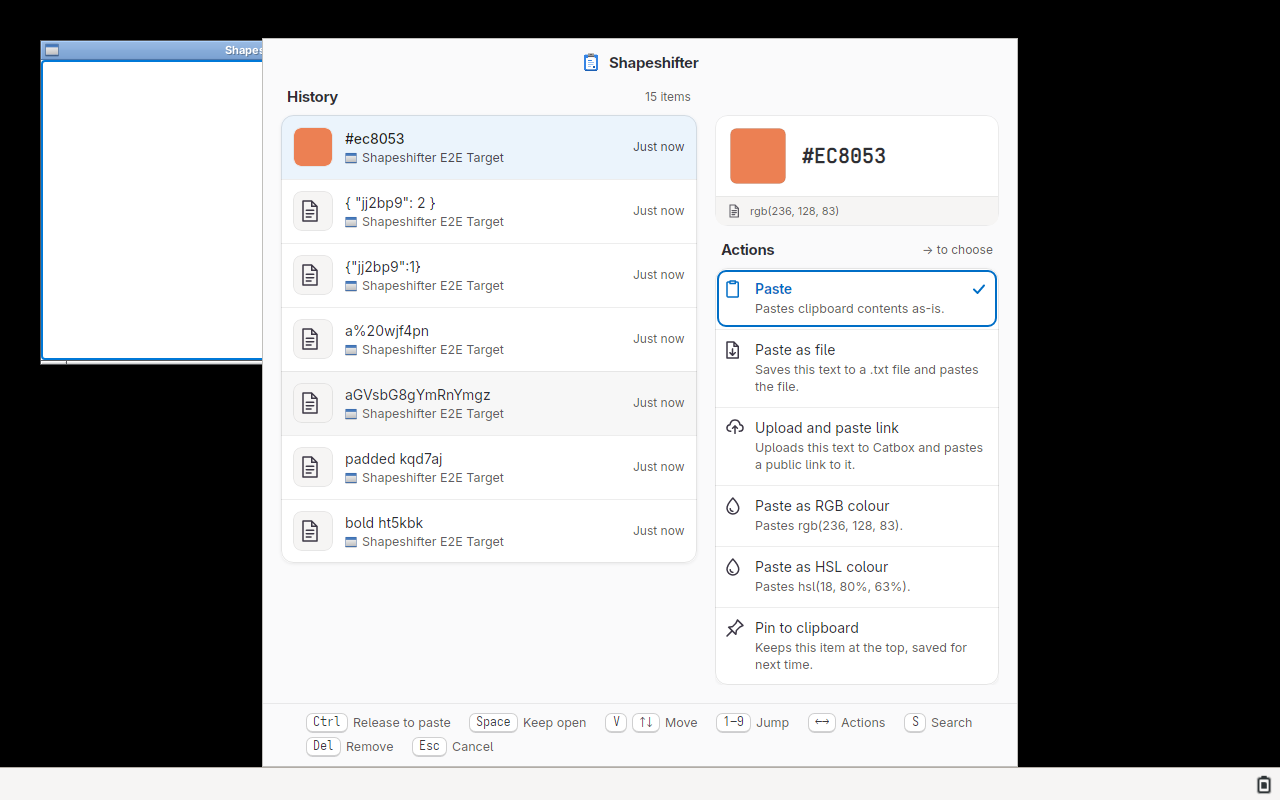 Shapes
Shapeshifter
History
15 items
#ec8053
Shapeshifter E2E Target
Just now
{ "jj2bp9": 2 }
Shapeshifter E2E Target
Just now
{"jj2bp9":1}
Shapeshifter E2E Target
Just now
a%20wjf4pn
Shapeshifter E2E Target
Just now
aGVsbG8gYmRnYmgz
Shapeshifter E2E Target
Just now
padded kqd7aj
Shapeshifter E2E Target
Just now
bold ht5kbk
Shapeshifter E2E Target
Just now
#EC8053
rgb(236, 128, 83)
Actions
→ to choose
Paste
Pastes clipboard contents as-is.
Paste as file
Saves this text to a .txt file and pastes
the file.
Upload and paste link
Uploads this text to Catbox and pastes
a public link to it.
Paste as RGB colour
Pastes rgb(236, 128, 83).
Paste as HSL colour
Pastes hsl(18, 80%, 63%).
Pin to clipboard
Keeps this item at the top, saved for
next time.
Ctrl Release to paste Space Keep open V ↑↓ Move 1–9 Jump ↔ Actions S Search
Del Remove Esc Cancel